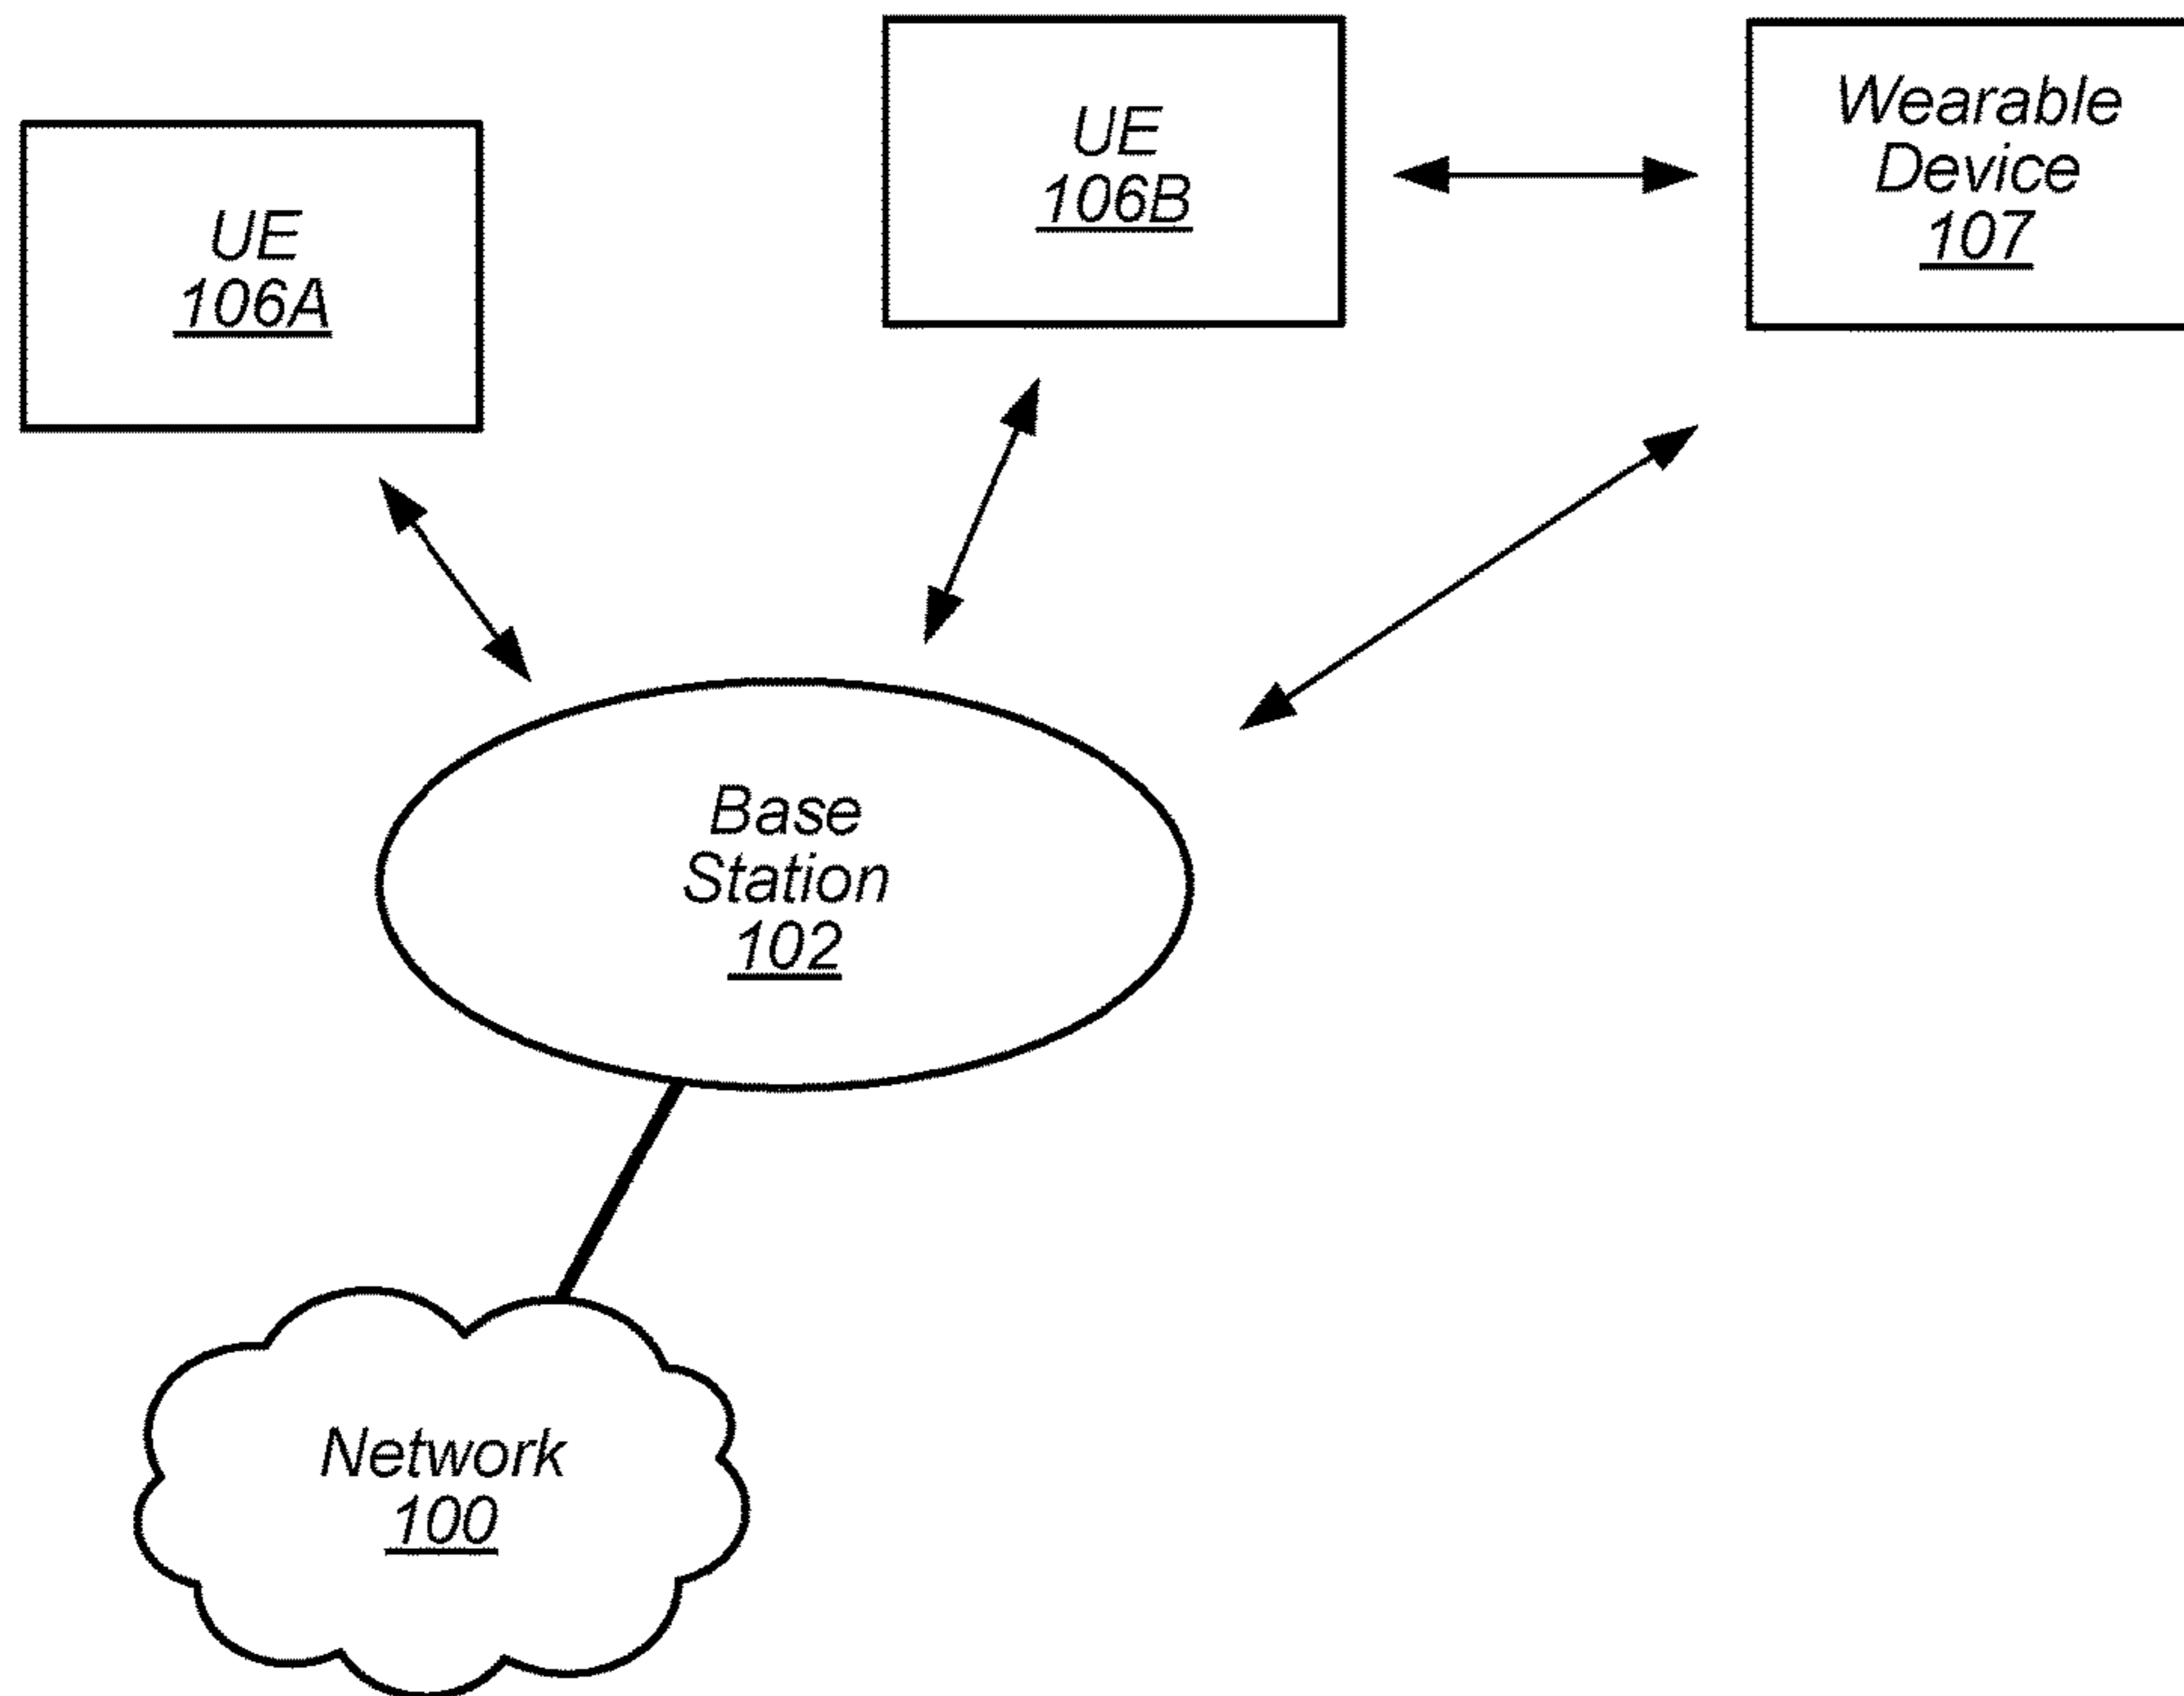 UE
106A
UE
106B
Wearable
Device
107
Base
Station
102
Network
100